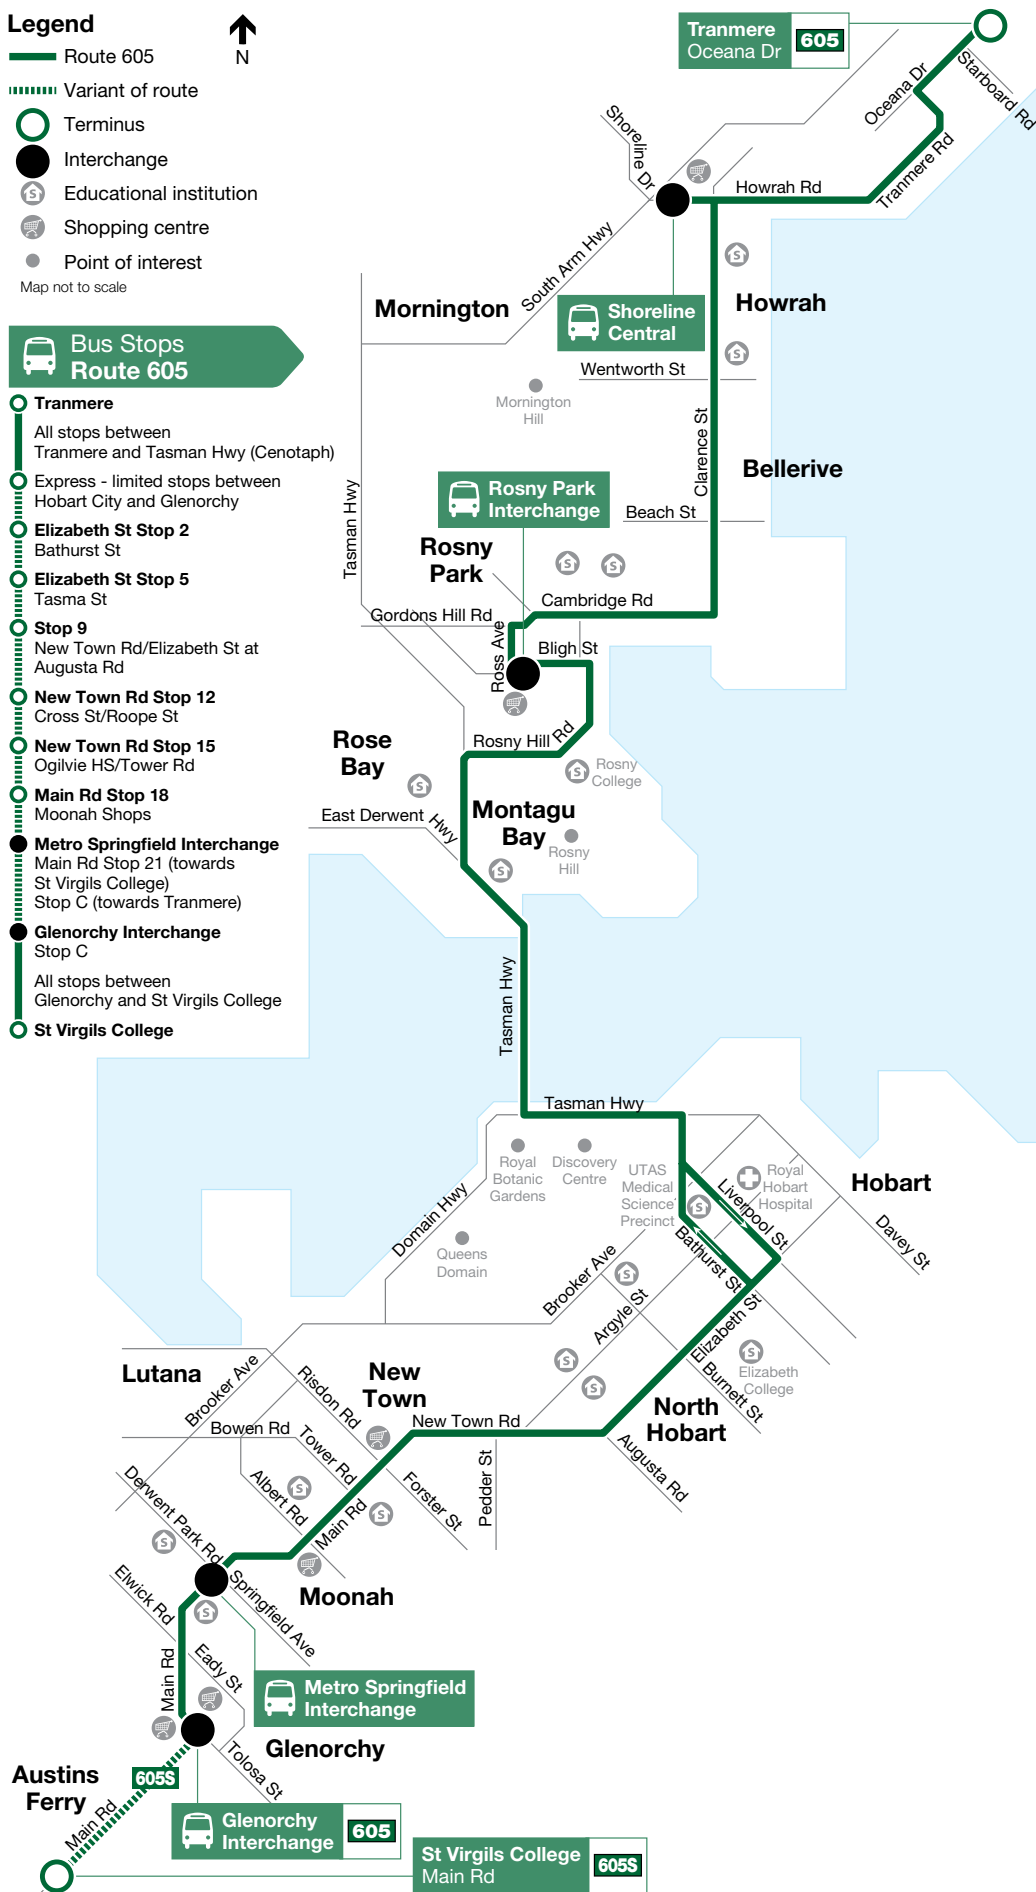 Legend
N
Route 605
Variant of route
Terminus
Interchange
Educational institution
Shopping centre
Point of interest
Map not to scale
Bus Stops
Route 605
Tranmere
All stops between
Tranmere and Tasman Hwy (Cenotaph)
Express - limited stops between
Hobart City and Glenorchy
Elizabeth St Stop 2
Bathurst St
Elizabeth St Stop 5
Tasma St
Stop 9
New Town Rd/Elizabeth St at
Augusta Rd
New Town Rd Stop 12
Cross St/Roope St
New Town Rd Stop 15
Ogilvie HS/Tower Rd
Main Rd Stop 18
Moonah Shops
Metro Springfield Interchange
Main Rd Stop 21 (towards
St Virgils College)
Stop C (towards Tranmere)
Glenorchy Interchange
Stop C
All stops between
Glenorchy and St Virgils College
St Virgils College
Tranmere
Oceana Dr
605
Oceana Dr
Starboard Rd
Shoreline Dr
Howrah Rd
Tranmere Rd
South Arm Hwy
Mornington
Shoreline
Central
Howrah
Wentworth St
Mornington
Hill
Clarence St
Bellerive
Rosny Park
Interchange
Beach St
Tasman Hwy
Rosny
Park
Cambridge Rd
Gordons Hill Rd
Ross Ave
Bligh St
Rose
Bay
Rosny Hill Rd
Rosny
College
East Derwent Hwy
Montagu
Bay
Rosny
Hill
Tasman Hwy
Tasman Hwy
Royal
Botanic
Gardens
Discovery
Centre
UTAS
Medical
Science
Precinct
Royal
Hobart
Hospital
Hobart
Liverpool St
Davey St
Domain Hwy
Queens
Domain
Bathurst St
Brooker Ave
Argyle St
Elizabeth St
Elizabeth
College
Burnett St
Lutana
Brooker Ave
Risdon Rd
New
Town
North
Hobart
New Town Rd
Bowen Rd
Tower Rd
Augusta Rd
Pedder St
Forster St
Albert Rd
Main Rd
Derwent Park Rd
Moonah
Elwick Rd
Springfield Ave
Main Rd
Eady St
Metro Springfield
Interchange
Glenorchy
Tolosa St
Austins
Ferry
605S
Main Rd
Glenorchy
Interchange
605
St Virgils College
Main Rd
605S